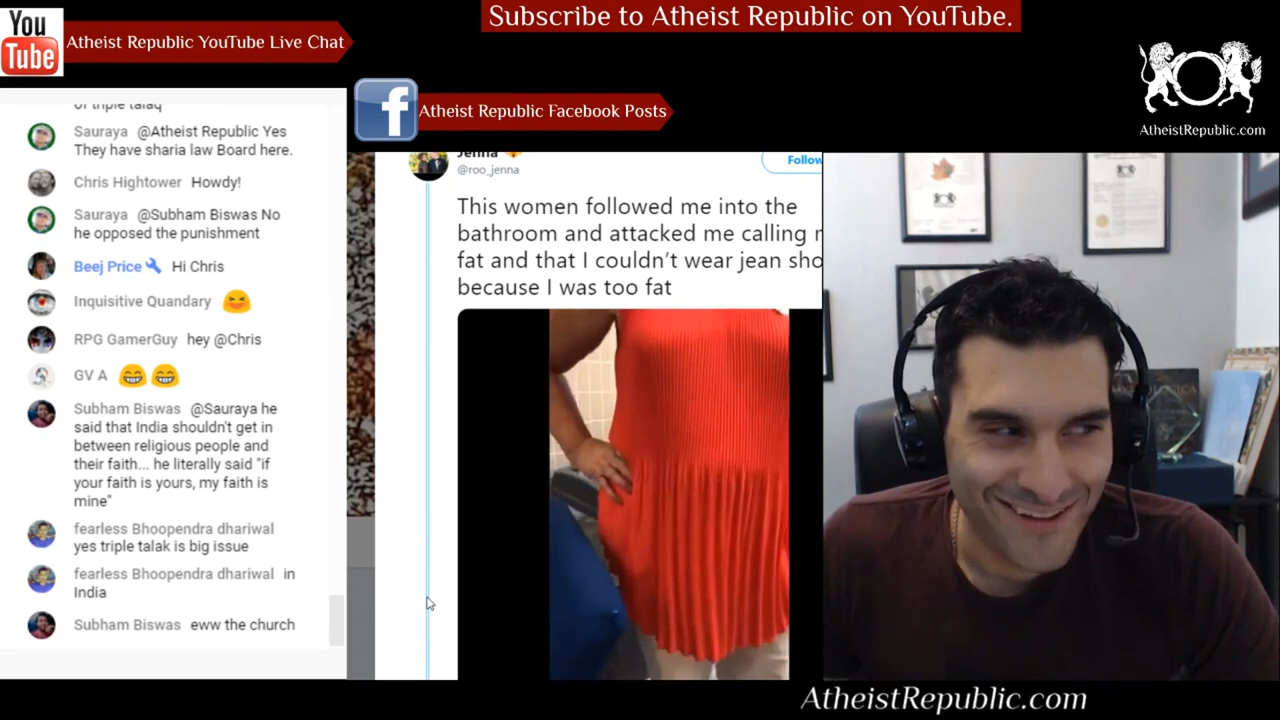 You
Tube
Atheist Republic YouTube Live Chat
Subscribe to Atheist Republic on YouTube.
AtheistRepublic.com
f
Atheist Republic Facebook Posts
of triple talaq
Sauraya @Atheist Republic Yes
They have sharia law Board here.
Chris Hightower Howdy!
Sauraya @Subham Biswas No
he opposed the punishment
Beej Price Hi Chris
Inquisitive Quandary
RPG GamerGuy hey @Chris
GV A
Subham Biswas @Sauraya he
said that India shouldn't get in
between religious people and
their faith... he literally said "if
your faith is yours, my faith is
mine"
fearless Bhoopendra dhariwal
yes triple talak is big issue
fearless Bhoopendra dhariwal in
India
Subham Biswas eww the church
Jenna
@roo_jenna
Follow
This women followed me into the
bathroom and attacked me calling
fat and that I couldn't wear jean sho
because I was too fat
AtheistRepublic.com